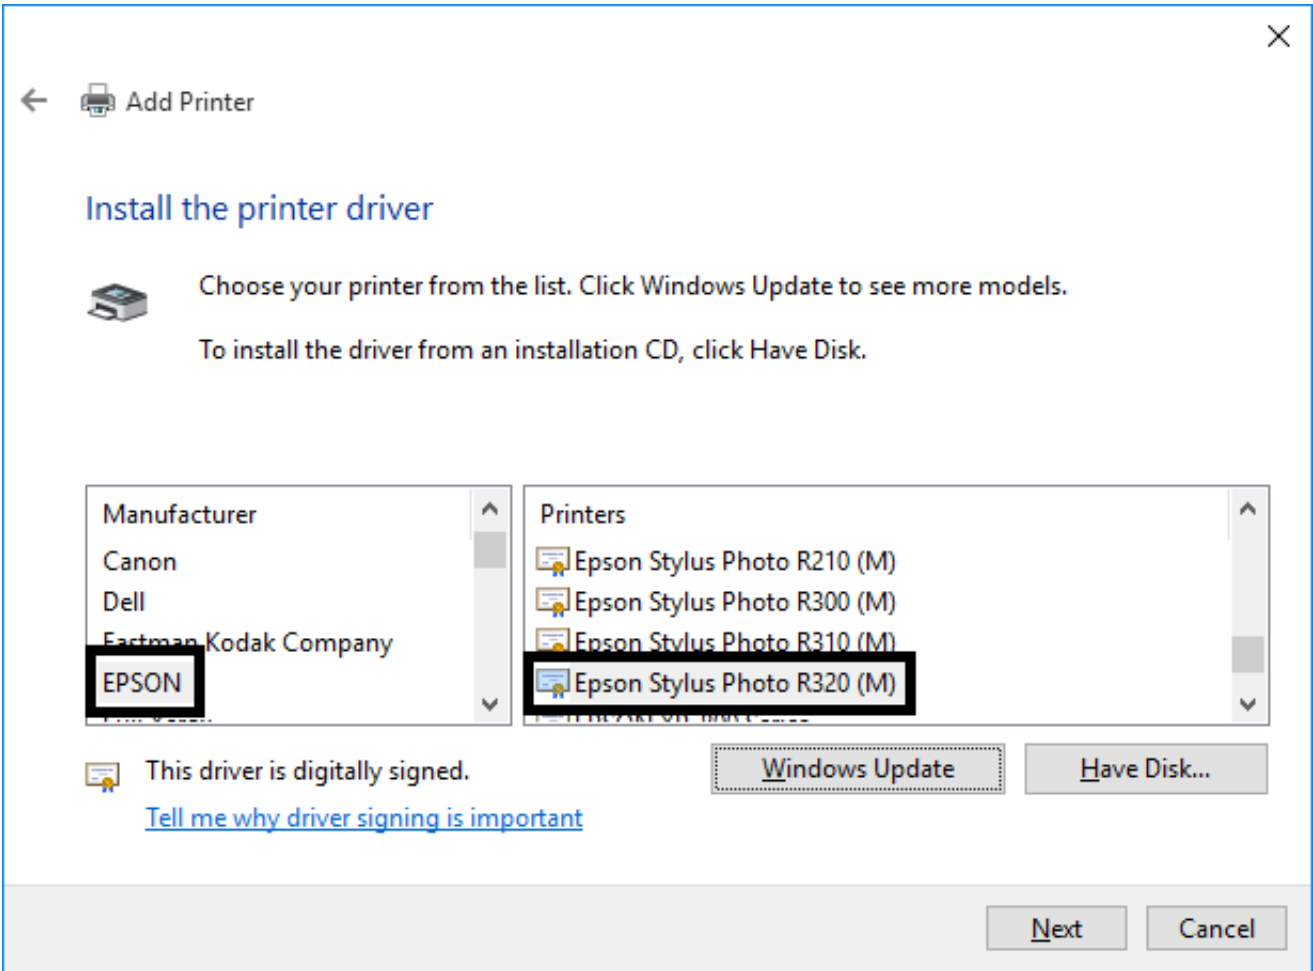 Add Printer
Install the printer driver
Choose your printer from the list. Click Windows Update to see more models.
To install the driver from an installation CD, click Have Disk.
Manufacturer
Canon
Dell
Eastman Kodak Company
EPSON
Printers
Epson Stylus Photo R210 (M)
Epson Stylus Photo R300 (M)
Epson Stylus Photo R310 (M)
Epson Stylus Photo R320 (M)
This driver is digitally signed.
Tell me why driver signing is important
Windows Update
Have Disk...
Next
Cancel